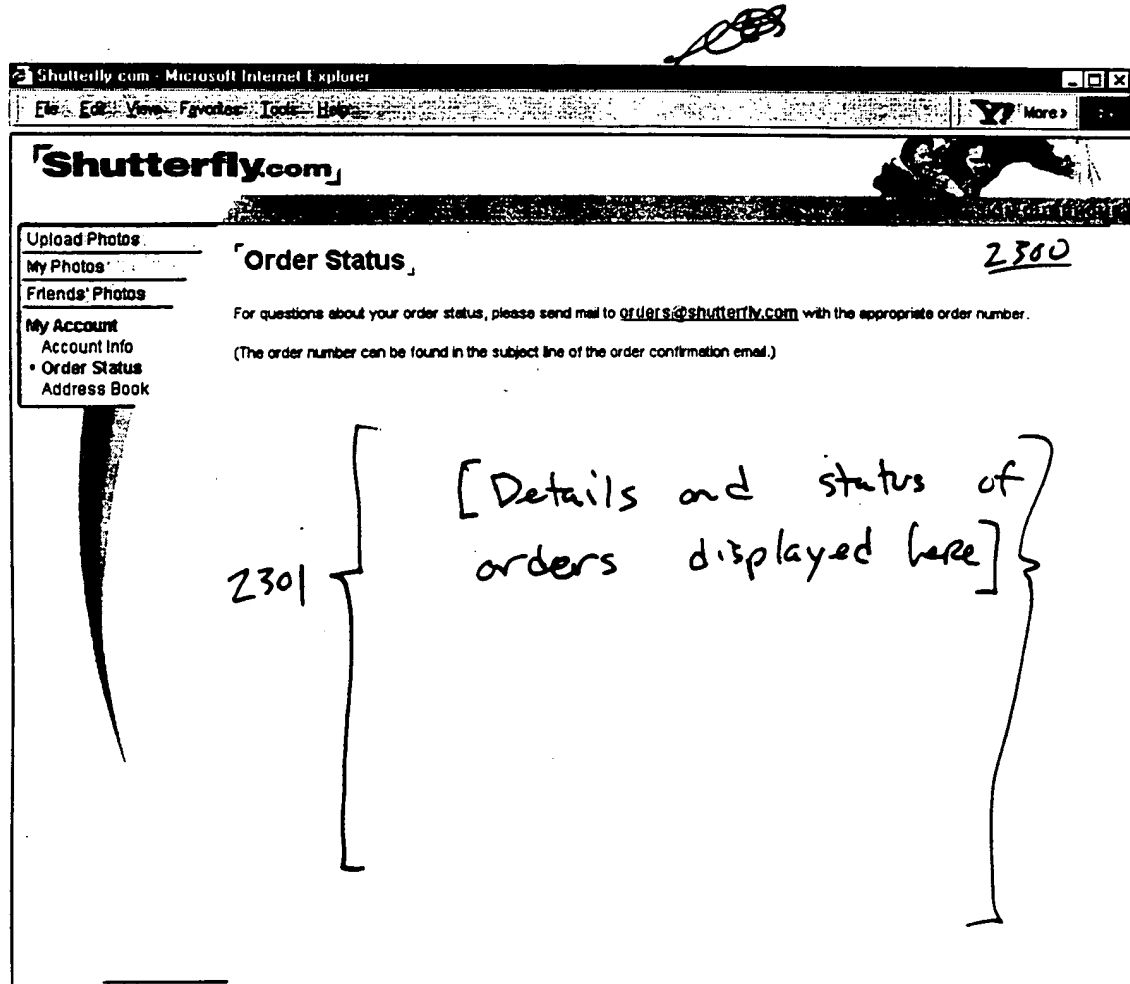 Shutterfly.com - Microsoft Internet Explorer
File Edit View Favorites Tools Help
Y! More »
Shutterfly.com
Upload Photos
My Photos
Friends' Photos
My Account
Account Info
• Order Status
Address Book
Order Status
2300
For questions about your order status, please send mail to orders@shutterfly.com with the appropriate order number.
(The order number can be found in the subject line of the order confirmation email.)
2301
[Details and status of
orders displayed here]